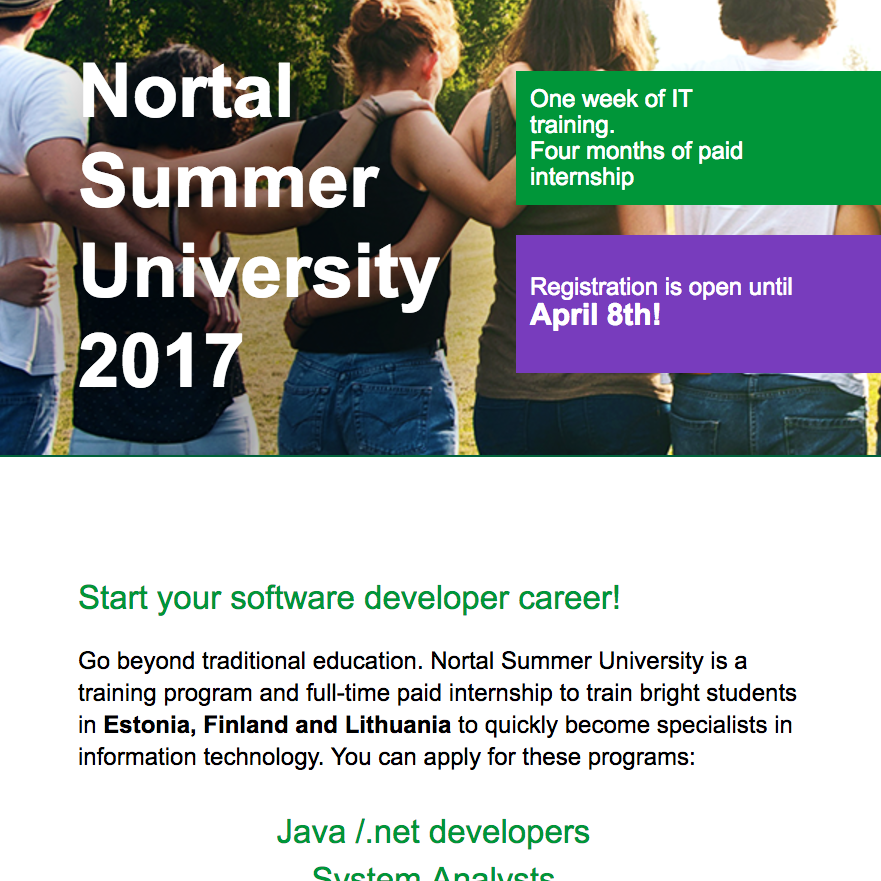 Nortal
Summer
University
2017
One week of IT
training.
Four months of paid
internship
Registration is open until
April 8th!
Start your software developer career!
Go beyond traditional education. Nortal Summer University is a
training program and full-time paid internship to train bright students
in Estonia, Finland and Lithuania to quickly become specialists in
information technology. You can apply for these programs:
Java /.net developers
System Analysts